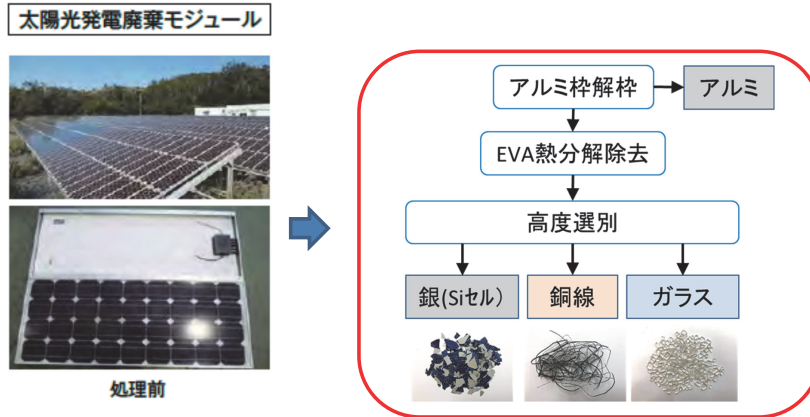 太陽光発電廃棄モジュール
処理前
アルミ枠解枠
アルミ
EVA熱分解除去
高度選別
銀(Siセル)
銅線
ガラス